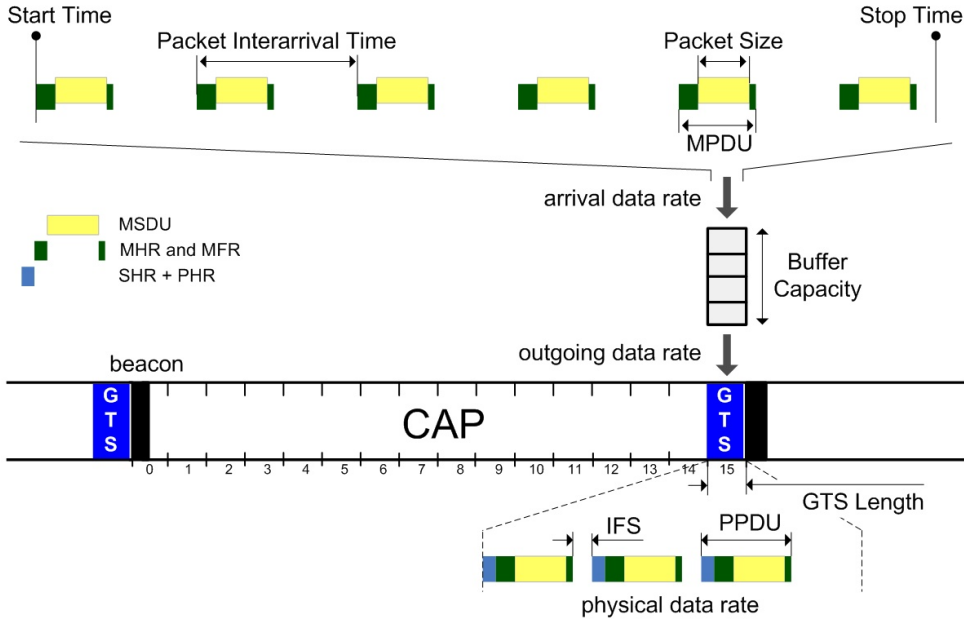 Start Time
Stop Time
Packet Interarrival Time
Packet Size
MPDU
arrival data rate
MSDU
MHR and MFR
SHR + PHR
Buffer
Capacity
outgoing data rate
beacon
GTS
CAP
GTS
0 1 2 3 4 5 6 7 8 9 10 11 12 13 14 15
GTS Length
IFS
PPDU
physical data rate